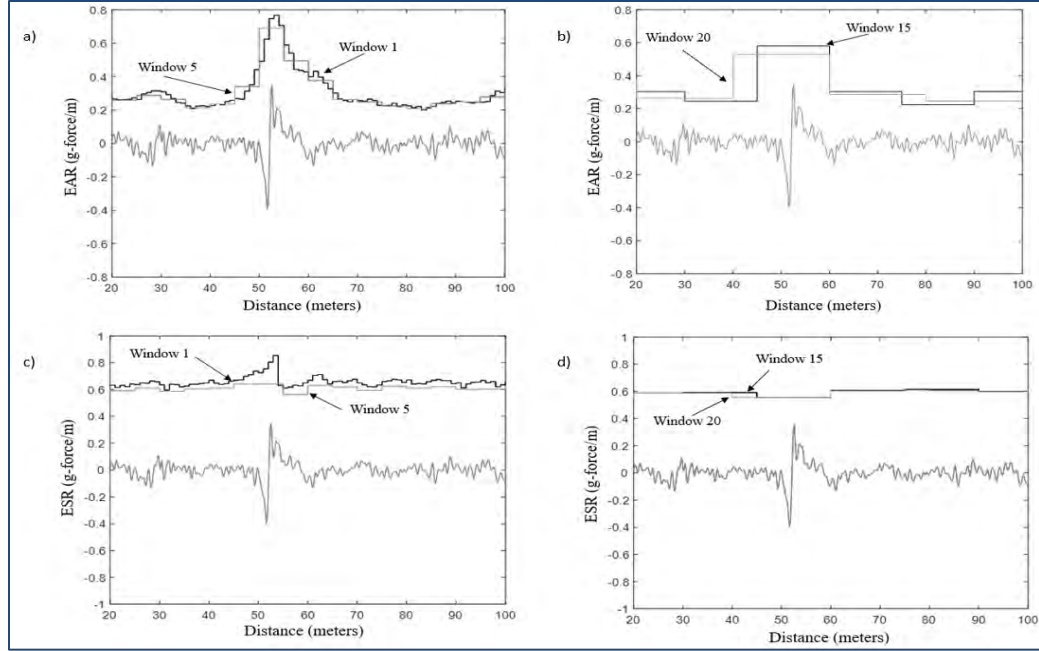 a)
EAR (g-force/m)
0.8
0.6
0.4
0.2
0
-0.2
-0.4
-0.6
-0.8
Window 5
Window 1
20 30 40 50 60 70 80 90 100
Distance (meters)
b)
EAR (g-force/m)
0.8
0.6
0.4
0.2
0
-0.2
-0.4
-0.6
-0.8
Window 20
Window 15
20 30 40 50 60 70 80 90 100
Distance (meters)
c)
ESR (g-force/m)
1
0.8
0.6
0.4
0.2
0
-0.2
-0.4
-0.6
-0.8
-1
Window 1
Window 5
20 30 40 50 60 70 80 90 100
Distance (meters)
d)
ESR (g-force/m)
1
0.8
0.6
0.4
0.2
0
-0.2
-0.4
-0.6
-0.8
-1
Window 15
Window 20
20 30 40 50 60 70 80 90 100
Distance (meters)